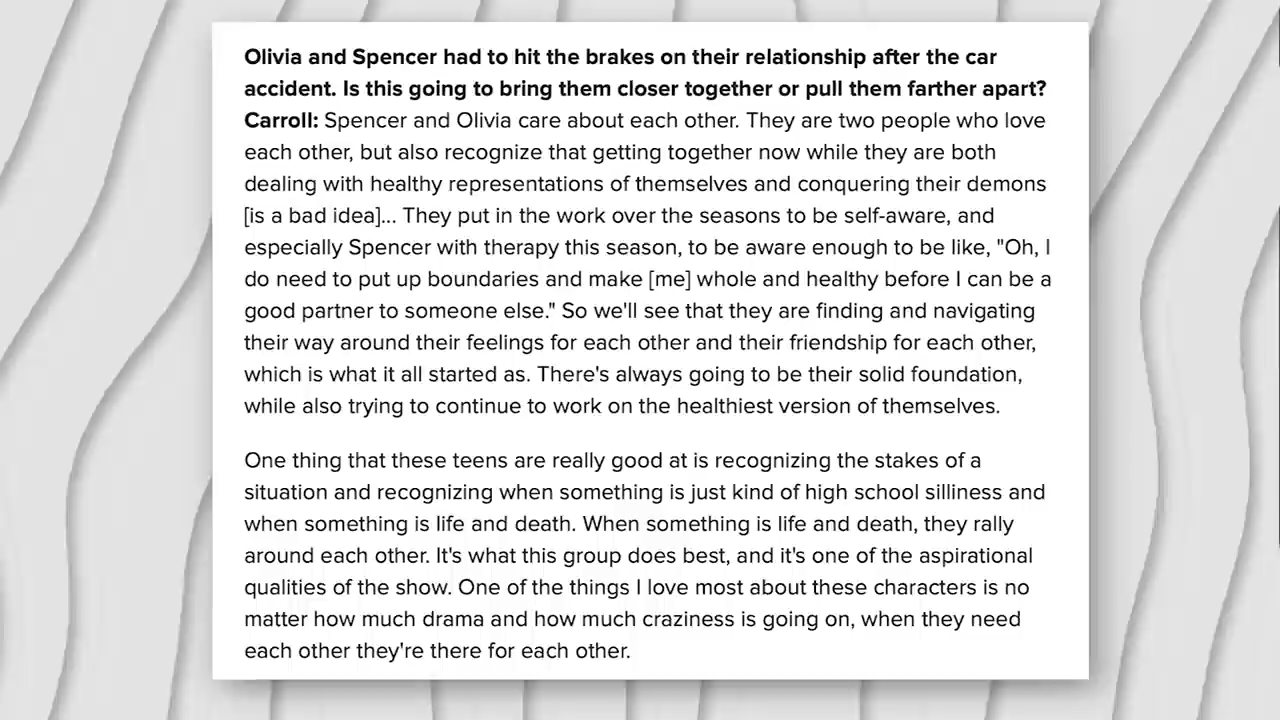 Olivia and Spencer had to hit the brakes on their relationship after the car
accident. Is this going to bring them closer together or pull them farther apart?
Carroll: Spencer and Olivia care about each other. They are two people who love
each other, but also recognize that getting together now while they are both
dealing with healthy representations of themselves and conquering their demons
[is a bad idea]... They put in the work over the seasons to be self-aware, and
especially Spencer with therapy this season, to be aware enough to be like, "Oh, I
do need to put up boundaries and make [me] whole and healthy before I can be a
good partner to someone else." So we'll see that they are finding and navigating
their way around their feelings for each other and their friendship for each other,
which is what it all started as. There's always going to be their solid foundation,
while also trying to continue to work on the healthiest version of themselves.
One thing that these teens are really good at is recognizing the stakes of a
situation and recognizing when something is just kind of high school silliness and
when something is life and death. When something is life and death, they rally
around each other. It's what this group does best, and it's one of the aspirational
qualities of the show. One of the things I love most about these characters is no
matter how much drama and how much craziness is going on, when they need
each other they're there for each other.